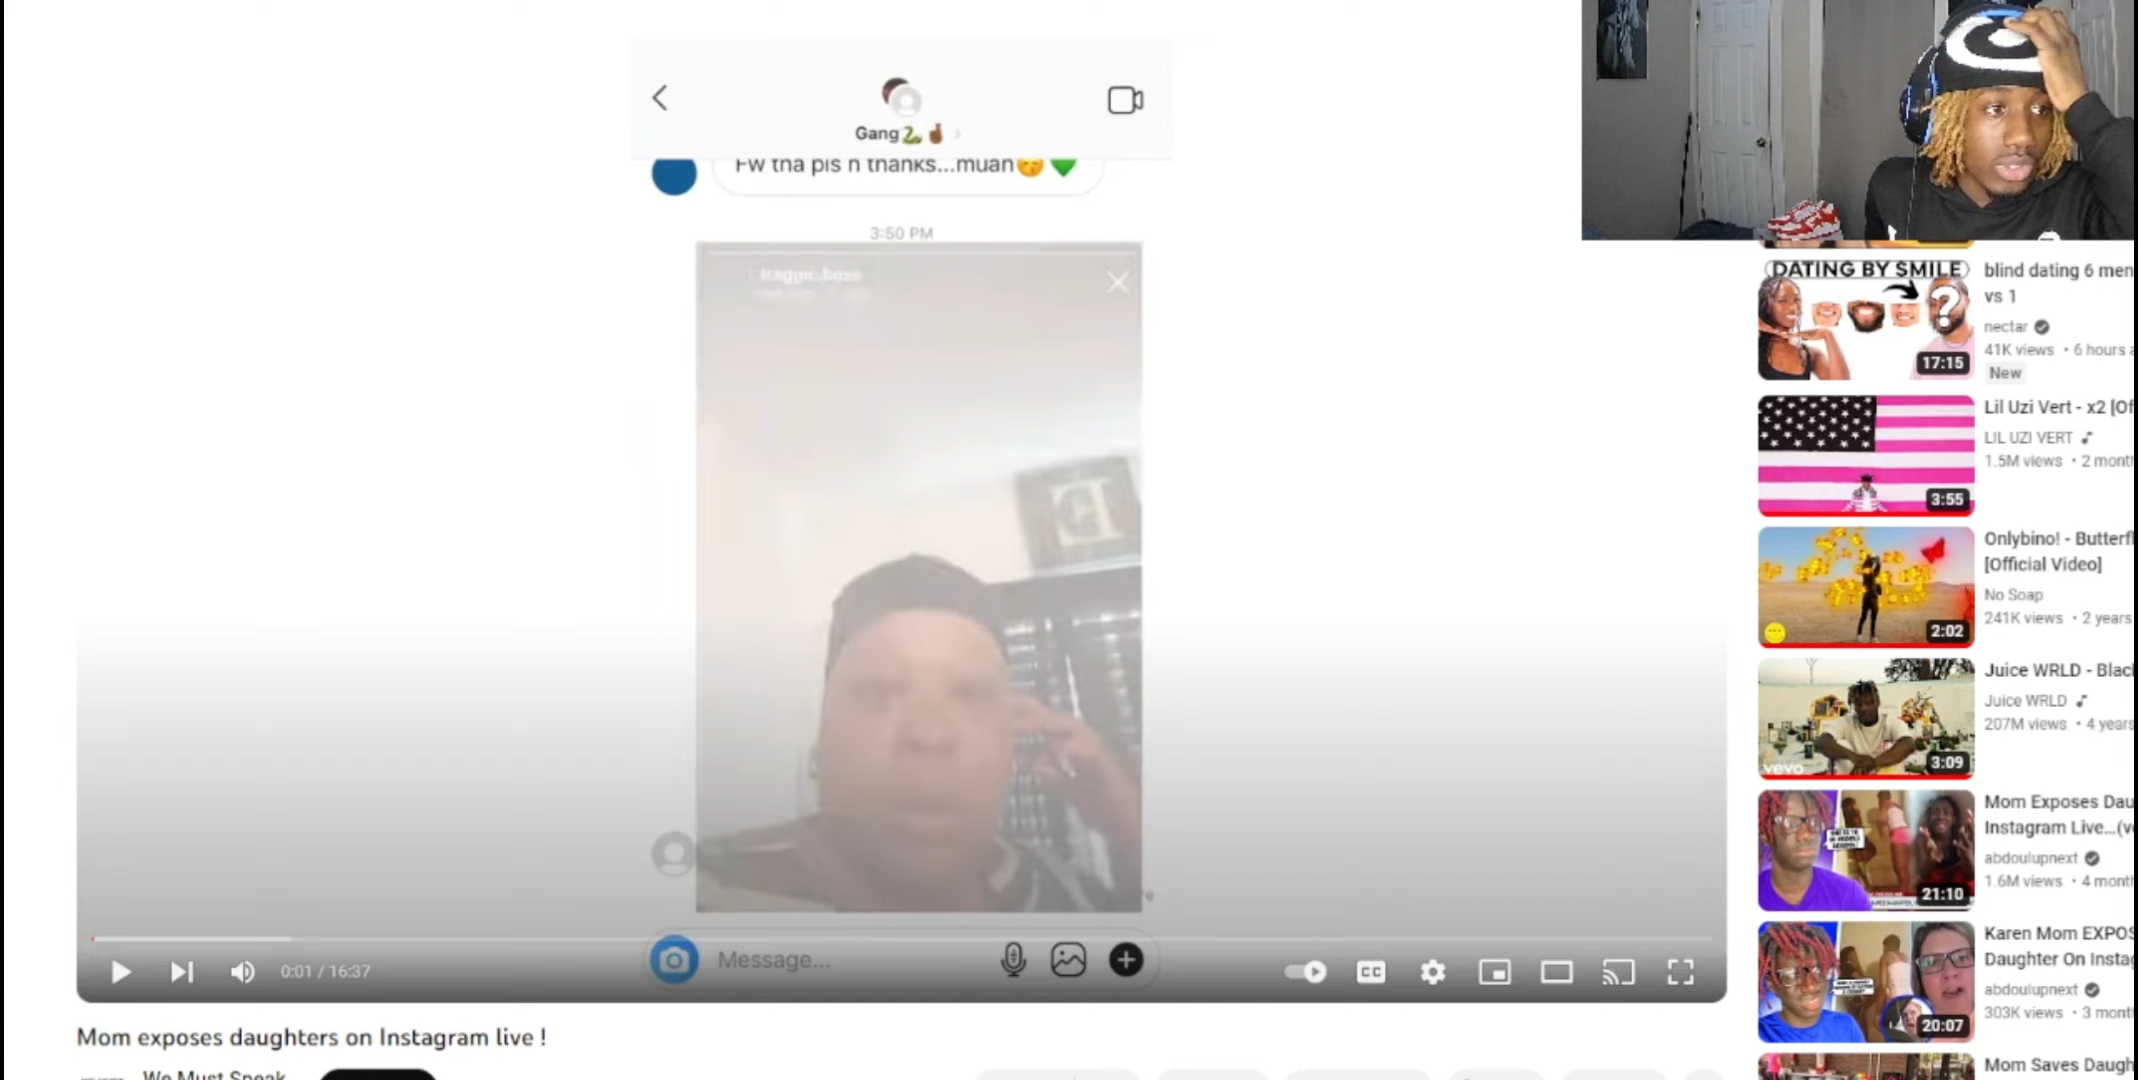 Gang
Fw tha pls n thanks...muah
3:50 PM
Message...
0:01 / 16:37
CC
Mom exposes daughters on Instagram live !
We Must Speak
DATING BY SMILE
?
17:15
blind dating 6 men
vs 1
nectar
41K views • 6 hours
New
3:55
Lil Uzi Vert - x2 [Of
LIL UZI VERT
1.5M views • 2 mont
2:02
Onlybino! - Butterf
[Official Video]
No Soap
241K views • 2 years
vevo
3:09
Juice WRLD - Blac
Juice WRLD
207M views • 4 years
21:10
Mom Exposes Dau
Instagram Live...(v
abdoulupnext
1.6M views • 4 mont
20:07
Karen Mom EXPOS
Daughter On Insta
abdoulupnext
303K views • 3 mont
Mom Saves Daugh